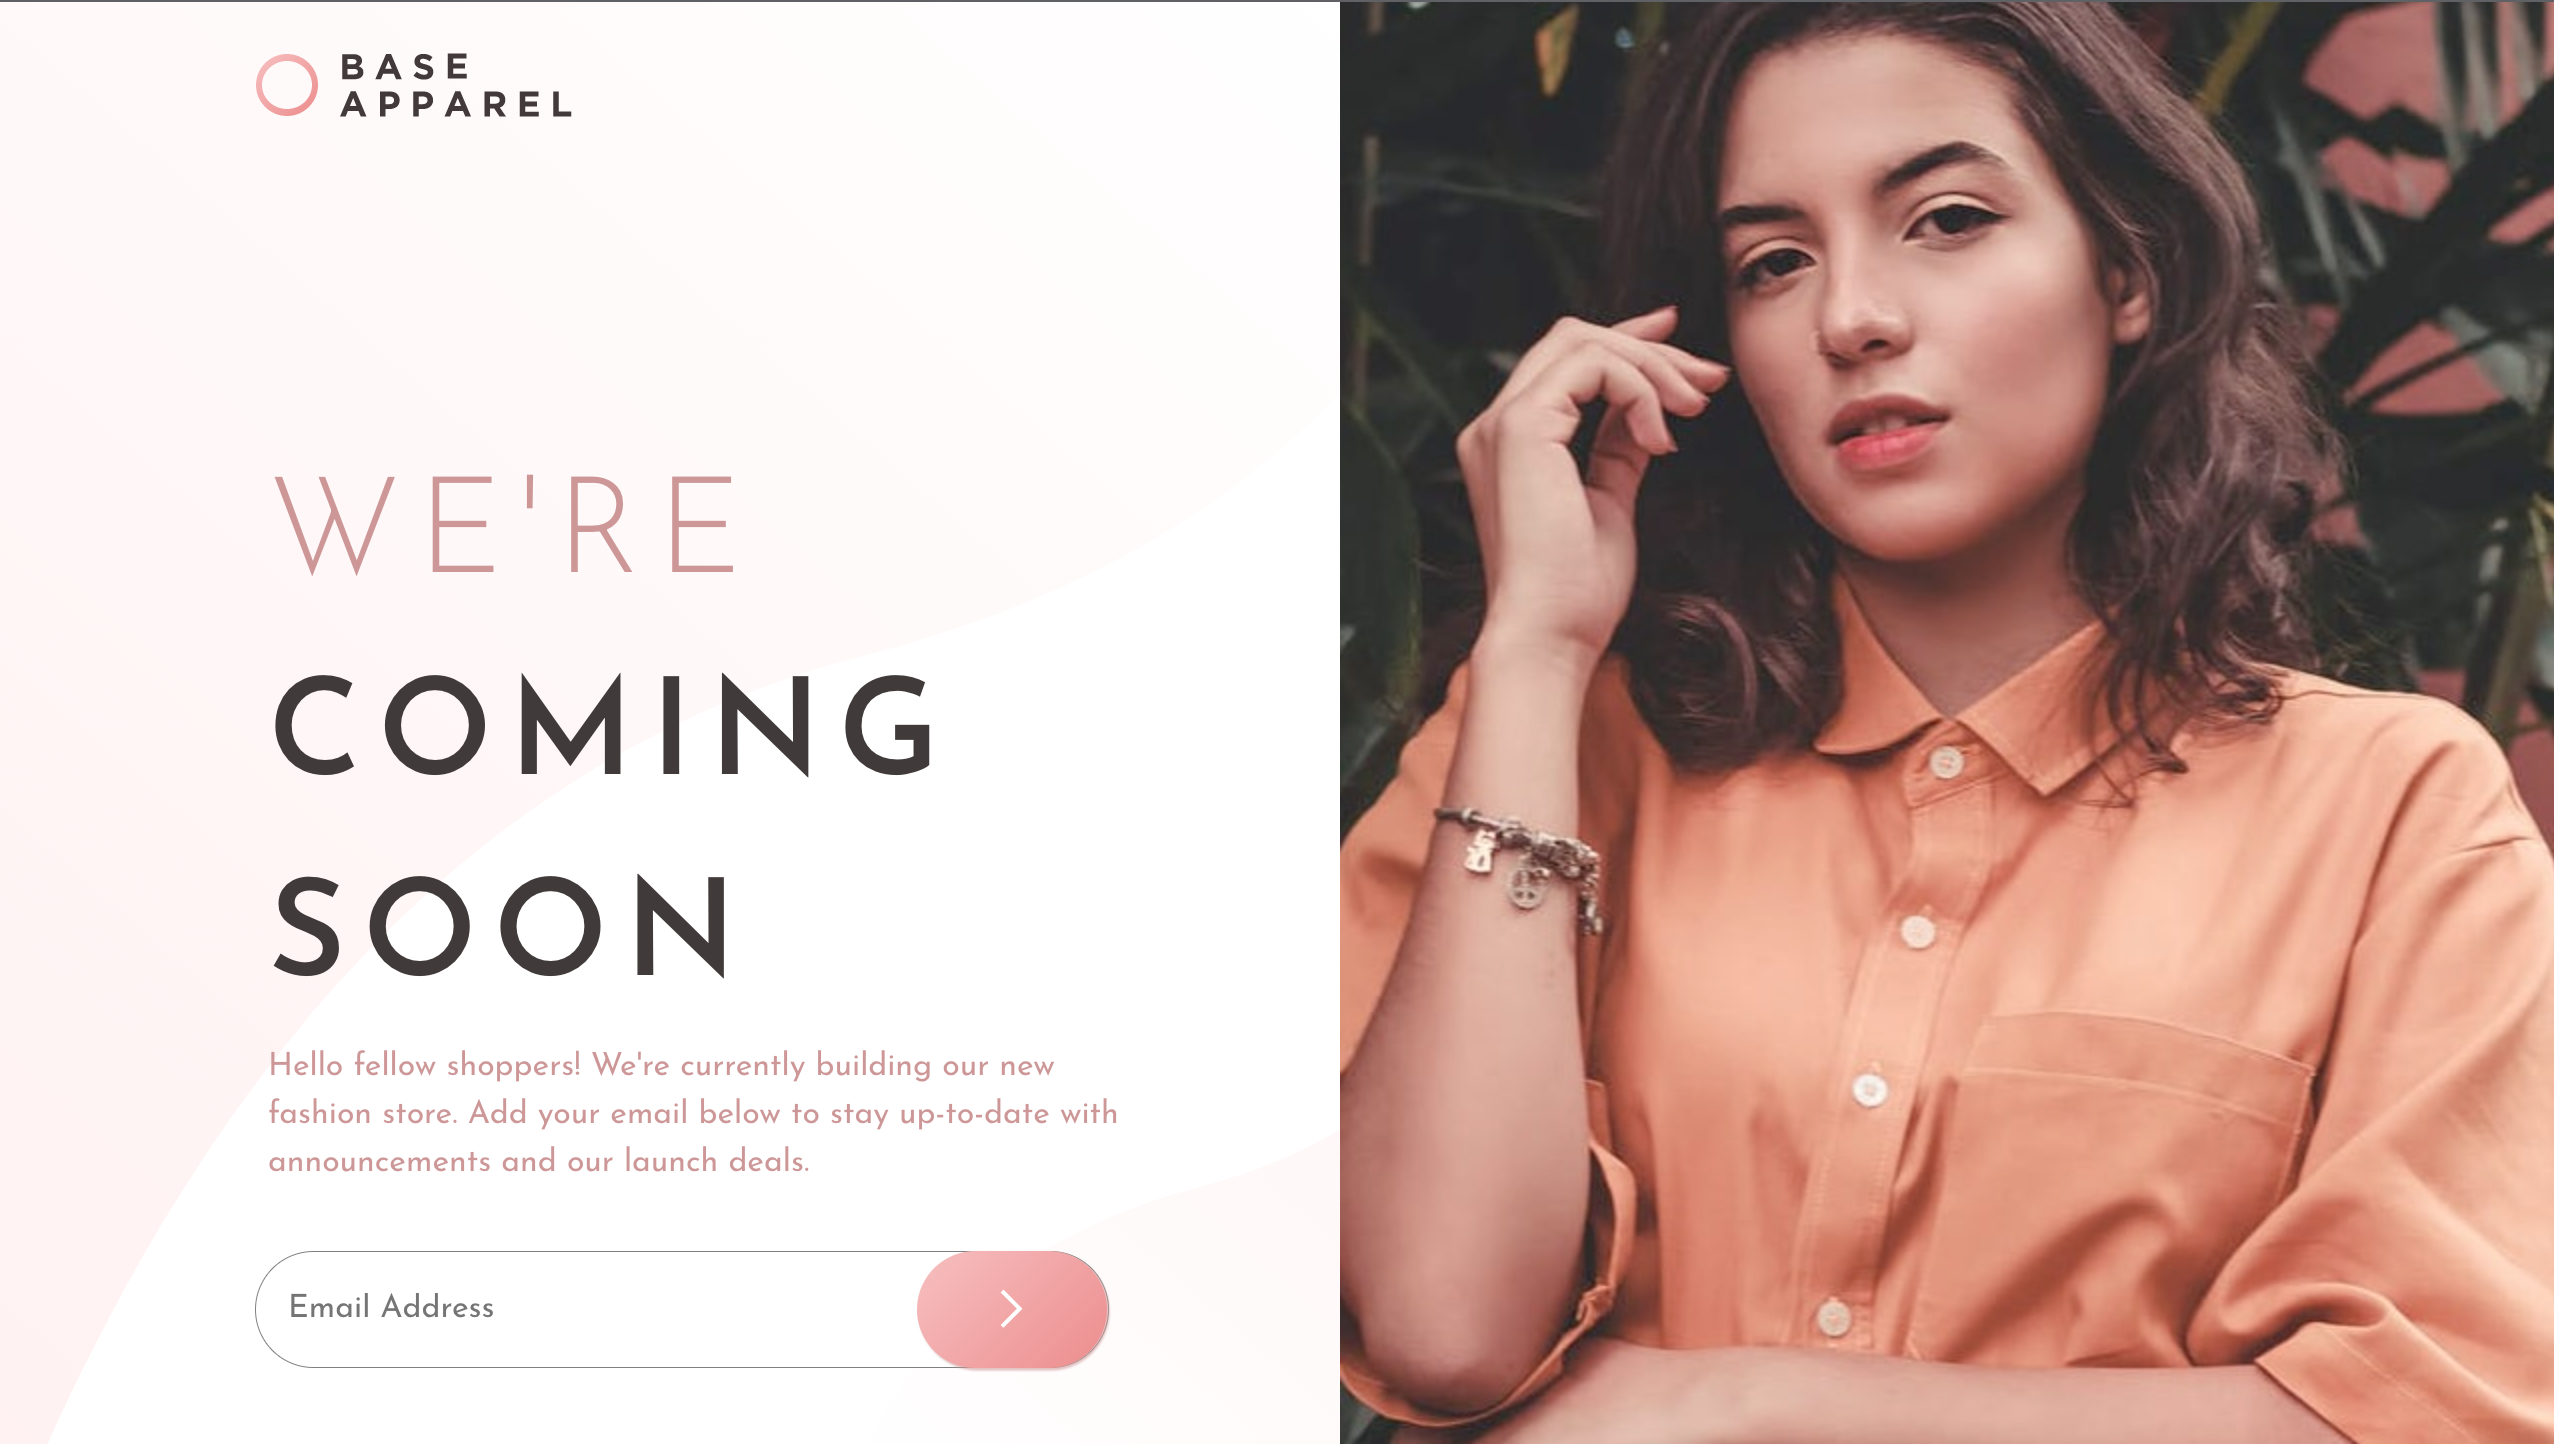 BASE
APPAREL
WE'RE
COMING
SOON
Hello fellow shoppers! We're currently building our new
fashion store. Add your email below to stay up-to-date with
announcements and our launch deals.
Email Address